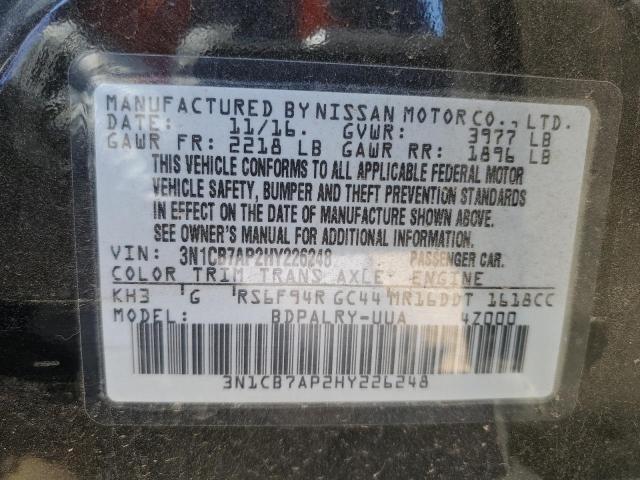 MANUFACTURED BY NISSAN MOTOR CO., LTD.
DATE: 11/16. GVWR: 3977 LB
GAWR FR: 2218 LB GAWR RR: 1896 LB
THIS VEHICLE CONFORMS TO ALL APPLICABLE FEDERAL MOTOR
VEHICLE SAFETY, BUMPER AND THEFT PREVENTION STANDARDS
IN EFFECT ON THE DATE OF MANUFACTURE SHOWN ABOVE.
SEE OWNER'S MANUAL FOR ADDITIONAL INFORMATION.
VIN: 3N1CB7AP2HY226248 PASSENGER CAR.
COLOR TRIM TRANS AXLE ENGINE
KH3 G RS6F94R GC44 MR16DDT 1618CC
MODEL: BDPALRY-UUA 4Z000
3N1CB7AP2HY226248